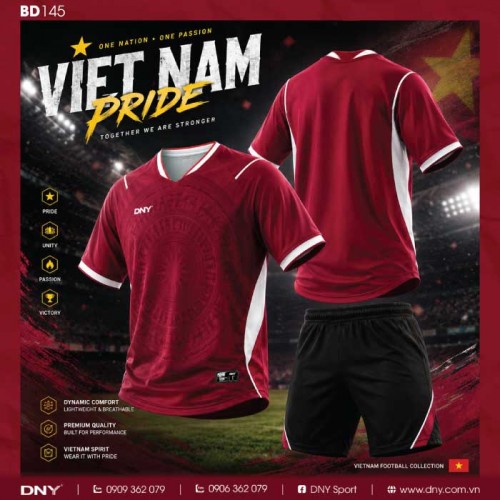 BD145
ONE NATION • ONE PASSION
VIET NAM
PRIDE
TOGETHER WE ARE STRONGER
PRIDE
UNITY
PASSION
VICTORY
DNY
DYNAMIC COMFORT
LIGHTWEIGHT & BREATHABLE
PREMIUM QUALITY
BUILT FOR PERFORMANCE
VIETNAM SPIRIT
WEAR IT WITH PRIDE
VIETNAM FOOTBALL COLLECTION
DNY | 0909 362 079 | 0906 362 079 | DNY Sport | www.dny.com.vn